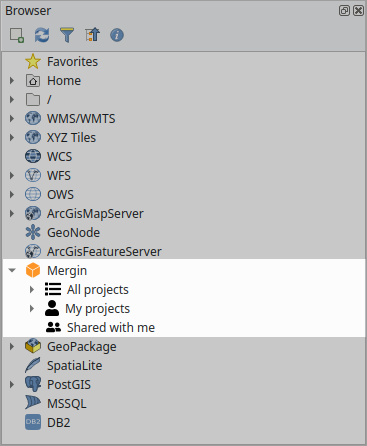 Browser
Favorites
Home
/
WMS/WMTS
XYZ Tiles
WCS
WFS
OWS
ArcGisMapServer
GeoNode
ArcGisFeatureServer
Mergin
All projects
My projects
Shared with me
GeoPackage
SpatiaLite
PostGIS
MSSQL
DB2 DB2